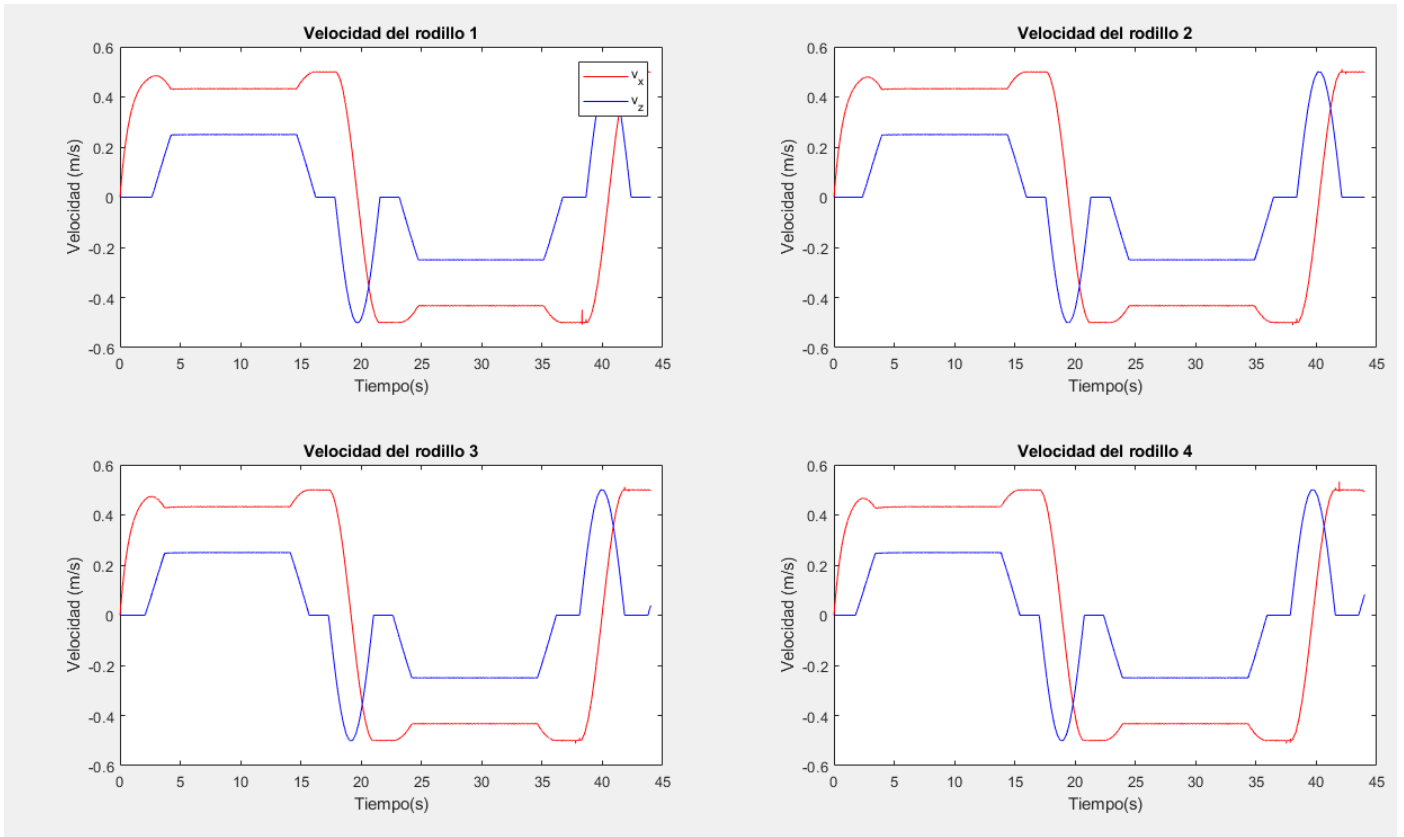 Velocidad del rodillo 1
0.6
0.4
0.2
0
-0.2
-0.4
-0.6
Velocidad (m/s)
v_x
v_z
0 5 10 15 20 25 30 35 40 45
Tiempo(s)
Velocidad del rodillo 2
0.6
0.4
0.2
0
-0.2
-0.4
-0.6
Velocidad (m/s)
0 5 10 15 20 25 30 35 40 45
Tiempo(s)
Velocidad del rodillo 3
0.6
0.4
0.2
0
-0.2
-0.4
-0.6
Velocidad (m/s)
0 5 10 15 20 25 30 35 40 45
Tiempo(s)
Velocidad del rodillo 4
0.6
0.4
0.2
0
-0.2
-0.4
-0.6
Velocidad (m/s)
0 5 10 15 20 25 30 35 40 45
Tiempo(s)